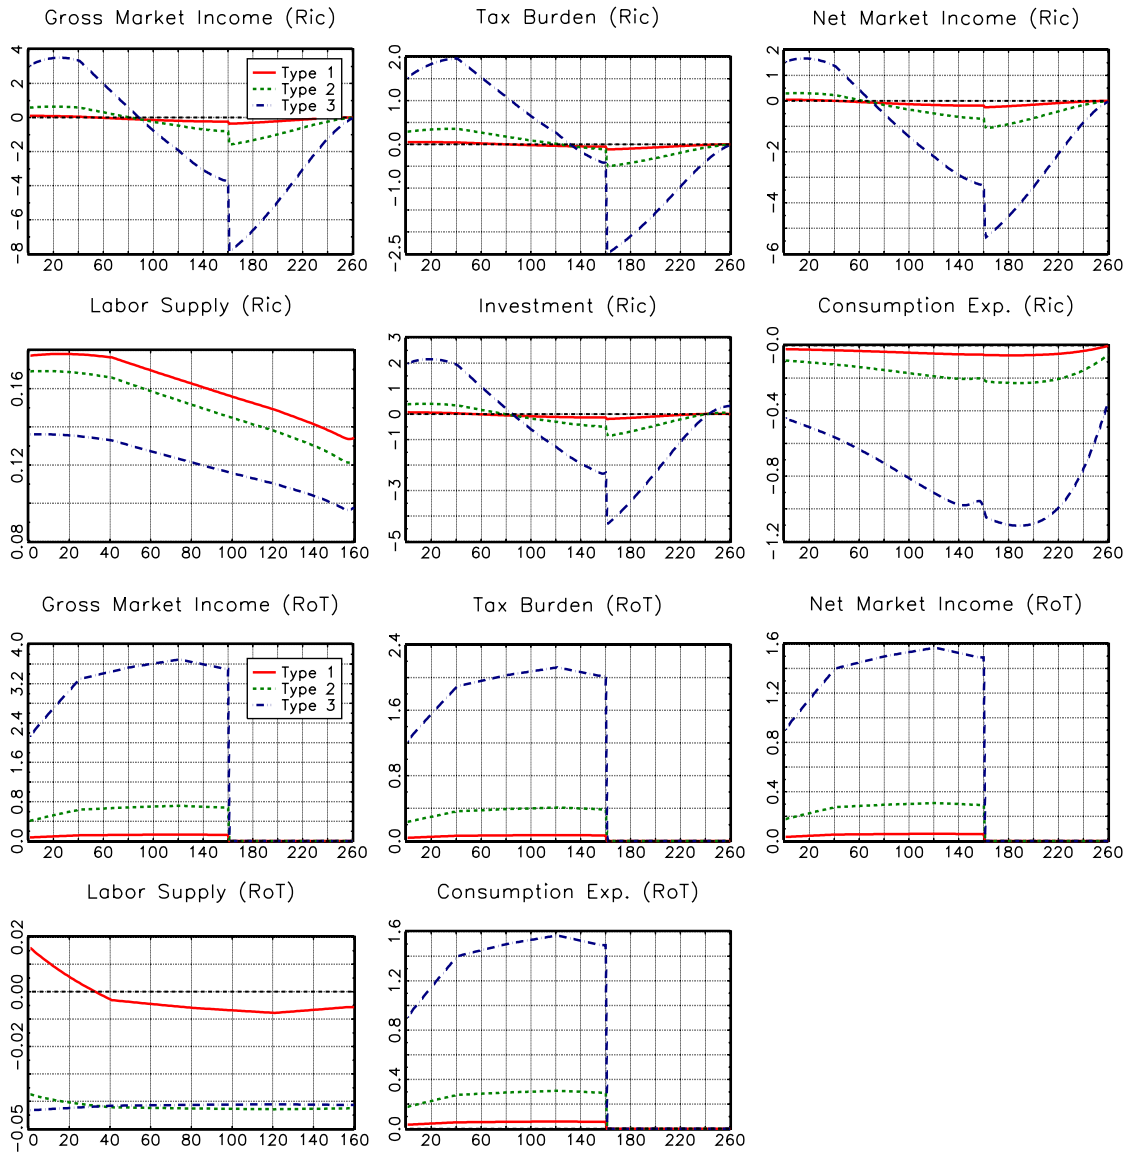 Gross Market Income (Ric)
4
2
0
−2
−4
−6
−8
Type 1
Type 2
Type 3
20 60 100 140 180 220 260
Tax Burden (Ric)
2.0
1.0
0.0
−1.0
−2.5
20 60 100 140 180 220 260
Net Market Income (Ric)
2
0
−2
−4
−6
20 60 100 140 180 220 260
Labor Supply (Ric)
0.16
0.12
0.08
0 20 40 60 80 100 120 140 160
Investment (Ric)
3
2
1
0
−1
−3
−5
20 60 100 140 180 220 260
Consumption Exp. (Ric)
−0.0
−0.4
−0.8
−1.2
20 60 100 140 180 220 260
Gross Market Income (RoT)
4.0
3.2
2.4
1.6
0.8
0.0
Type 1
Type 2
Type 3
20 60 100 140 180 220 260
Tax Burden (RoT)
2.4
1.6
0.8
0.0
20 60 100 140 180 220 260
Net Market Income (RoT)
1.6
1.2
0.8
0.4
0.0
20 60 100 140 180 220 260
Labor Supply (RoT)
0.02
0.00
−0.02
−0.05
0 20 40 60 80 100 120 140 160
Consumption Exp. (RoT)
1.6
1.2
0.8
0.4
0.0
20 60 100 140 180 220 260